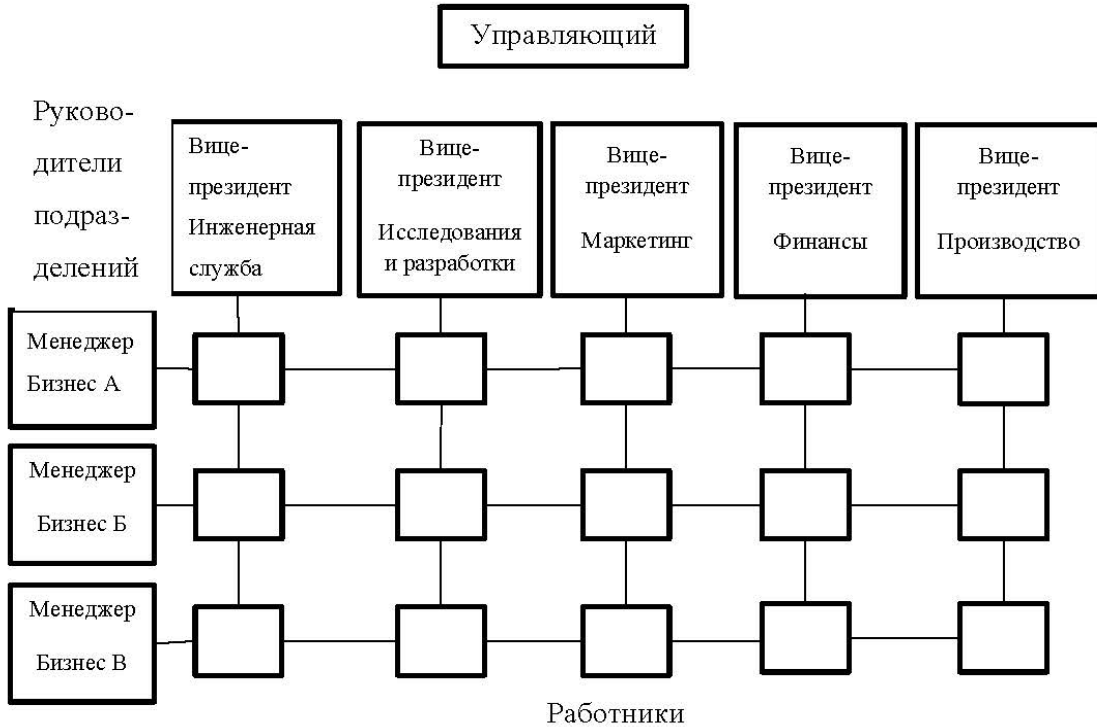 Управляющий
Руково-
дители
подраз-
делений
Вице-
президент
Инженерная
служба
Вице-
президент
Исследования
и разработки
Вице-
президент
Маркетинг
Вице-
президент
Финансы
Вице-
президент
Производство
Менеджер
Бизнес А
Менеджер
Бизнес Б
Менеджер
Бизнес В
Работники